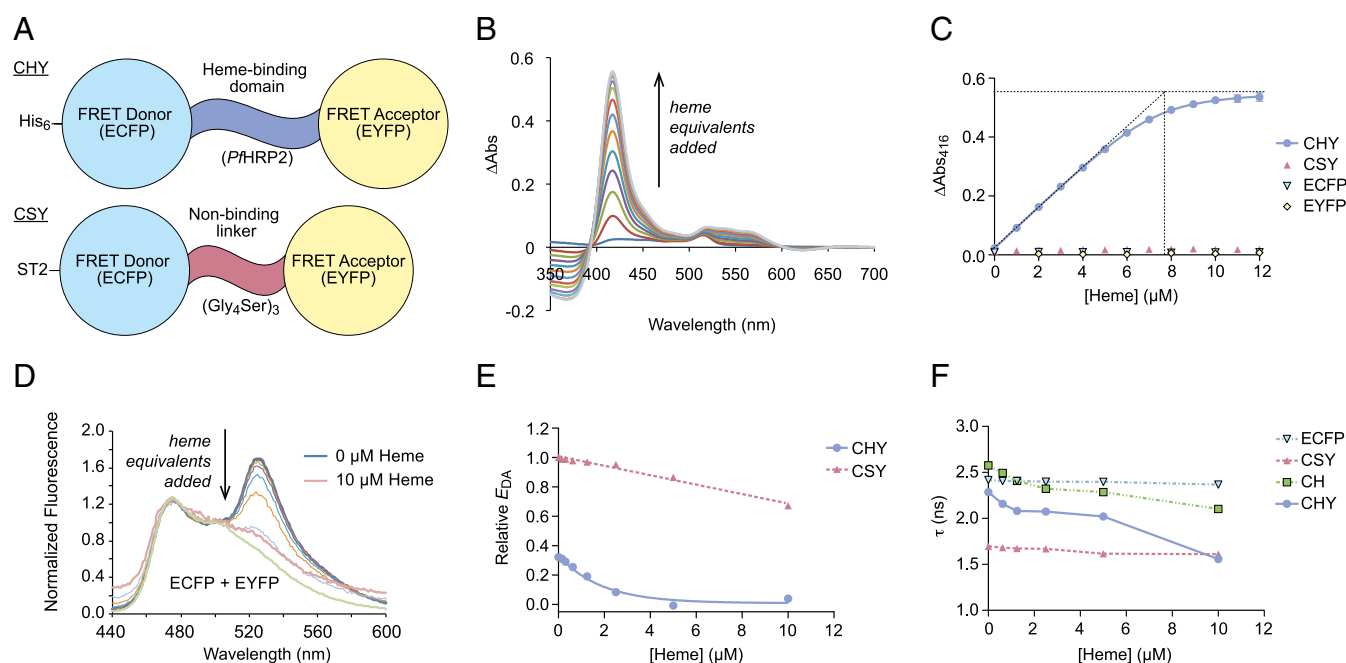 A
CHY
Heme-binding
domain
His6
FRET Donor
(ECFP)
FRET Acceptor
(EYFP)
(PfHRP2)
CSY
Non-binding
linker
ST2
FRET Donor
(ECFP)
FRET Acceptor
(EYFP)
(Gly4Ser)3
B
0.6
0.4
0.2
0
-0.2
ΔAbs
heme
equivalents
added
350 400 450 500 550 600 650 700
Wavelength (nm)
C
0.6
0.4
0.2
0.0
ΔAbs416
0 2 4 6 8 10 12
[Heme] (µM)
CHY
CSY
ECFP
EYFP
D
Normalized Fluorescence
2.0
1.6
1.2
0.8
0.4
0.0
heme
equivalents
added
0 µM Heme
10 µM Heme
ECFP + EYFP
440 480 520 560 600
Wavelength (nm)
E
Relative EDA
1.2
1.0
0.8
0.6
0.4
0.2
0.0
0 2 4 6 8 10 12
[Heme] (µM)
CHY
CSY
F
τ (ns)
3.0
2.5
2.0
1.5
1.0
0 2 4 6 8 10 12
[Heme] (µM)
ECFP
CSY
CH
CHY